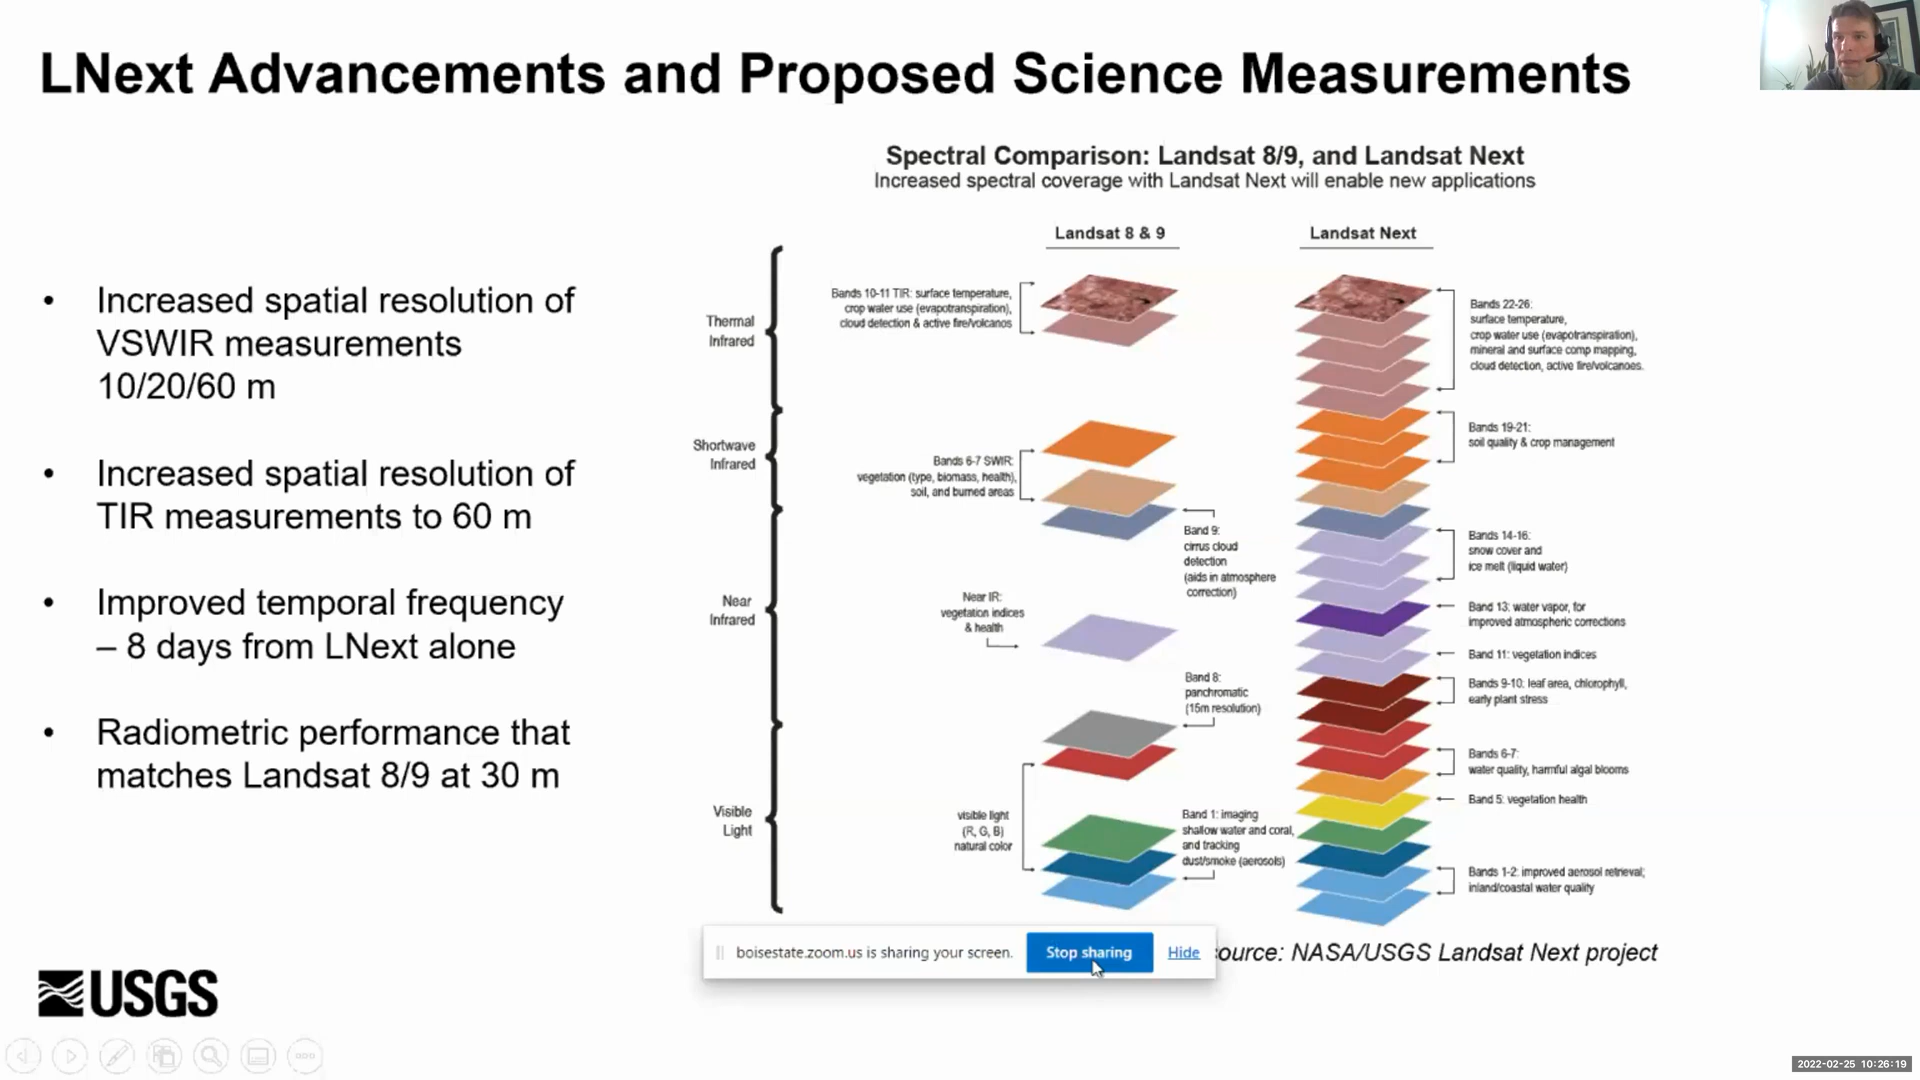 LNext Advancements and Proposed Science Measurements
Spectral Comparison: Landsat 8/9, and Landsat Next
Increased spectral coverage with Landsat Next will enable new applications
• Increased spatial resolution of
VSWIR measurements
10/20/60 m
• Increased spatial resolution of
TIR measurements to 60 m
• Improved temporal frequency
– 8 days from LNext alone
• Radiometric performance that
matches Landsat 8/9 at 30 m
Thermal
Infrared
Shortwave
Infrared
Near
Infrared
Visible
Light
Landsat 8 & 9
Bands 10-11 TIR: surface temperature,
crop water use (evapotranspiration),
cloud detection & active fire/volcanos
Bands 6-7 SWIR:
vegetation (type, biomass, health),
soil, and burned areas
Band 9:
cirrus cloud
detection
(aids in atmosphere
correction)
Near IR:
vegetation indices
& health
Band 8:
panchromatic
(15m resolution)
visible light
(R, G, B)
natural color
Band 1: imaging
shallow water and coral,
and tracking
dust/smoke (aerosols)
Landsat Next
Bands 22-26:
surface temperature,
crop water use (evapotranspiration),
mineral and surface comp mapping,
cloud detection, active fire/volcanoes.
Bands 19-21:
soil quality & crop management
Bands 14-16:
snow cover and
ice melt (liquid water)
Band 13: water vapor, for
improved atmospheric corrections
Band 11: vegetation indices
Bands 9-10: leaf area, chlorophyll,
early plant stress
Bands 6-7:
water quality, harmful algal blooms
Band 5: vegetation health
Bands 1-2: improved aerosol retrieval;
inland/coastal water quality
boisestate.zoom.us is sharing your screen.
Stop sharing
Hide
ource: NASA/USGS Landsat Next project
USGS
2022-02-25 10:26:19